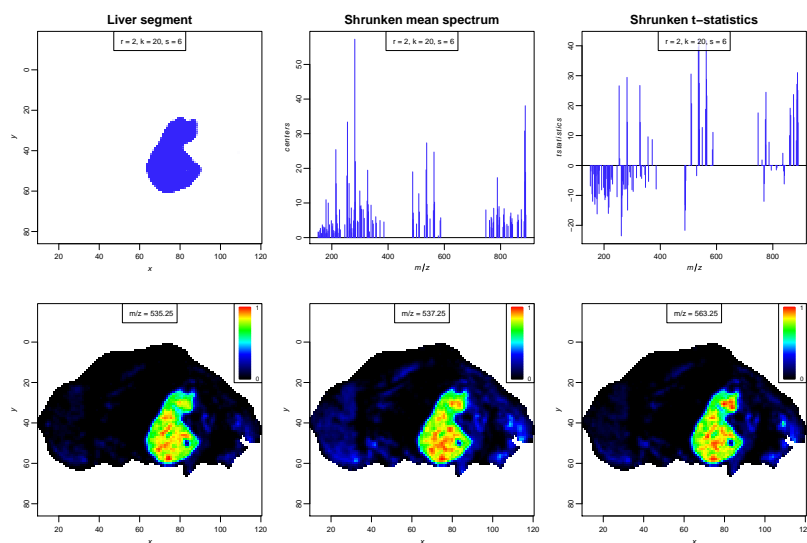 Liver segment
Shrunken mean spectrum
Shrunken t−statistics
r = 2, k = 20, s = 6
r = 2, k = 20, s = 6
r = 2, k = 20, s = 6
y
0
20
40
60
80
20 40 60 80 100 120
x
centers
0 10 20 30 40 50
200 400 600 800
m/z
tstatistics
−20 −10 0 10 20 30 40
200 400 600 800
m/z
m/z = 535.25
m/z = 537.25
m/z = 563.25
1
0
1
0
1
0
y
0
20
40
60
80
20 40 60 80 100 120
x
y
0
20
40
60
80
20 40 60 80 100 120
x
y
0
20
40
60
80
20 40 60 80 100 120
x